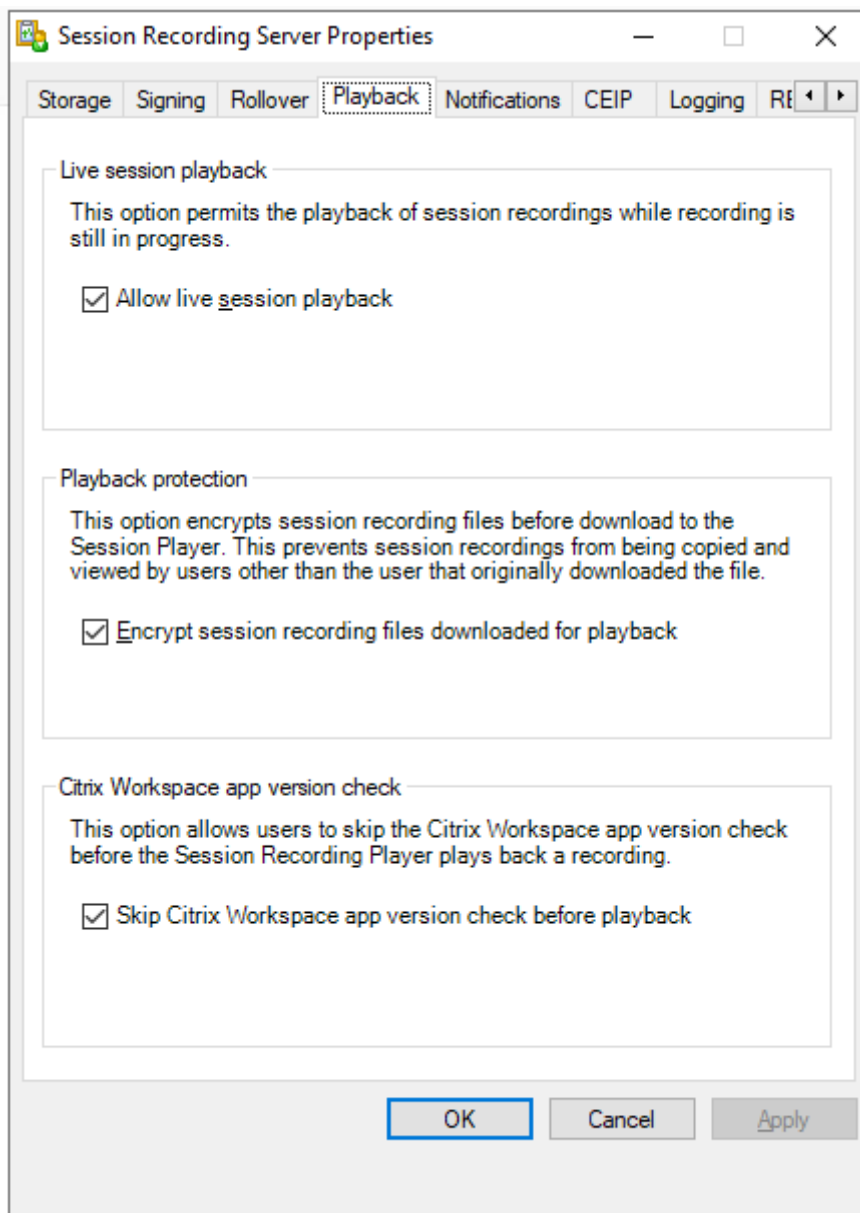 Session Recording Server Properties
Storage Signing Rollover Playback Notifications CEIP Logging
Live session playback
This option permits the playback of session recordings while recording is
still in progress.
Allow live session playback
Playback protection
This option encrypts session recording files before download to the
Session Player. This prevents session recordings from being copied and
viewed by users other than the user that originally downloaded the file.
Encrypt session recording files downloaded for playback
Citrix Workspace app version check
This option allows users to skip the Citrix Workspace app version check
before the Session Recording Player plays back a recording.
Skip Citrix Workspace app version check before playback
OK Cancel Apply